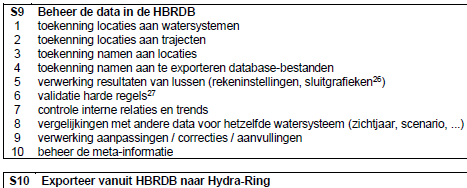 S9 Beheer de data in de HBRDB
1 toekenning locaties aan watersystemen
2 toekenning locaties aan trajecten
3 toekenning namen aan locaties
4 toekenning namen aan te exporteren database-bestanden
5 verwerking resultaten van lussen (rekeninstellingen, sluitgrafieken26)
6 validatie harde regels27
7 controle interne relaties en trends
8 vergelijkingen met andere data voor hetzelfde watersysteem (zichtjaar, scenario, ...)
9 verwerking aanpassingen / correcties / aanvullingen
10 beheer de meta-informatie
S10 Exporteer vanuit HBRDB naar Hydra-Ring